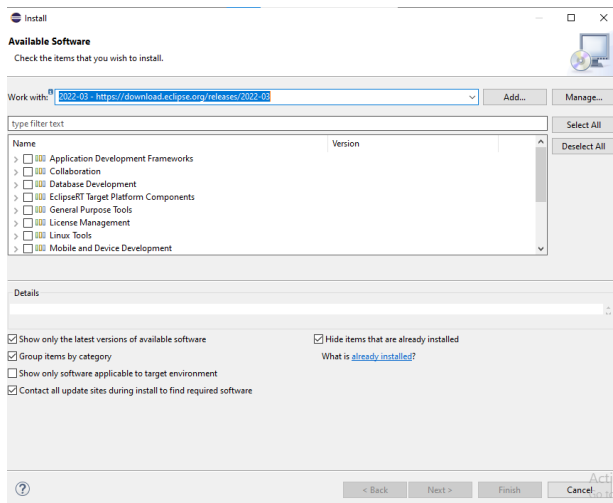 Install
Available Software
Check the items that you wish to install.
Work with: 2022-03 - https://download.eclipse.org/releases/2022-03 Add... Manage...
type filter text Select All
Name Version Deselect All
Application Development Frameworks
Collaboration
Database Development
EclipseRT Target Platform Components
General Purpose Tools
License Management
Linux Tools
Mobile and Device Development
Details
Show only the latest versions of available software Hide items that are already installed
Group items by category What is already installed?
Show only software applicable to target environment
Contact all update sites during install to find required software
? < Back Next > Finish Cancel